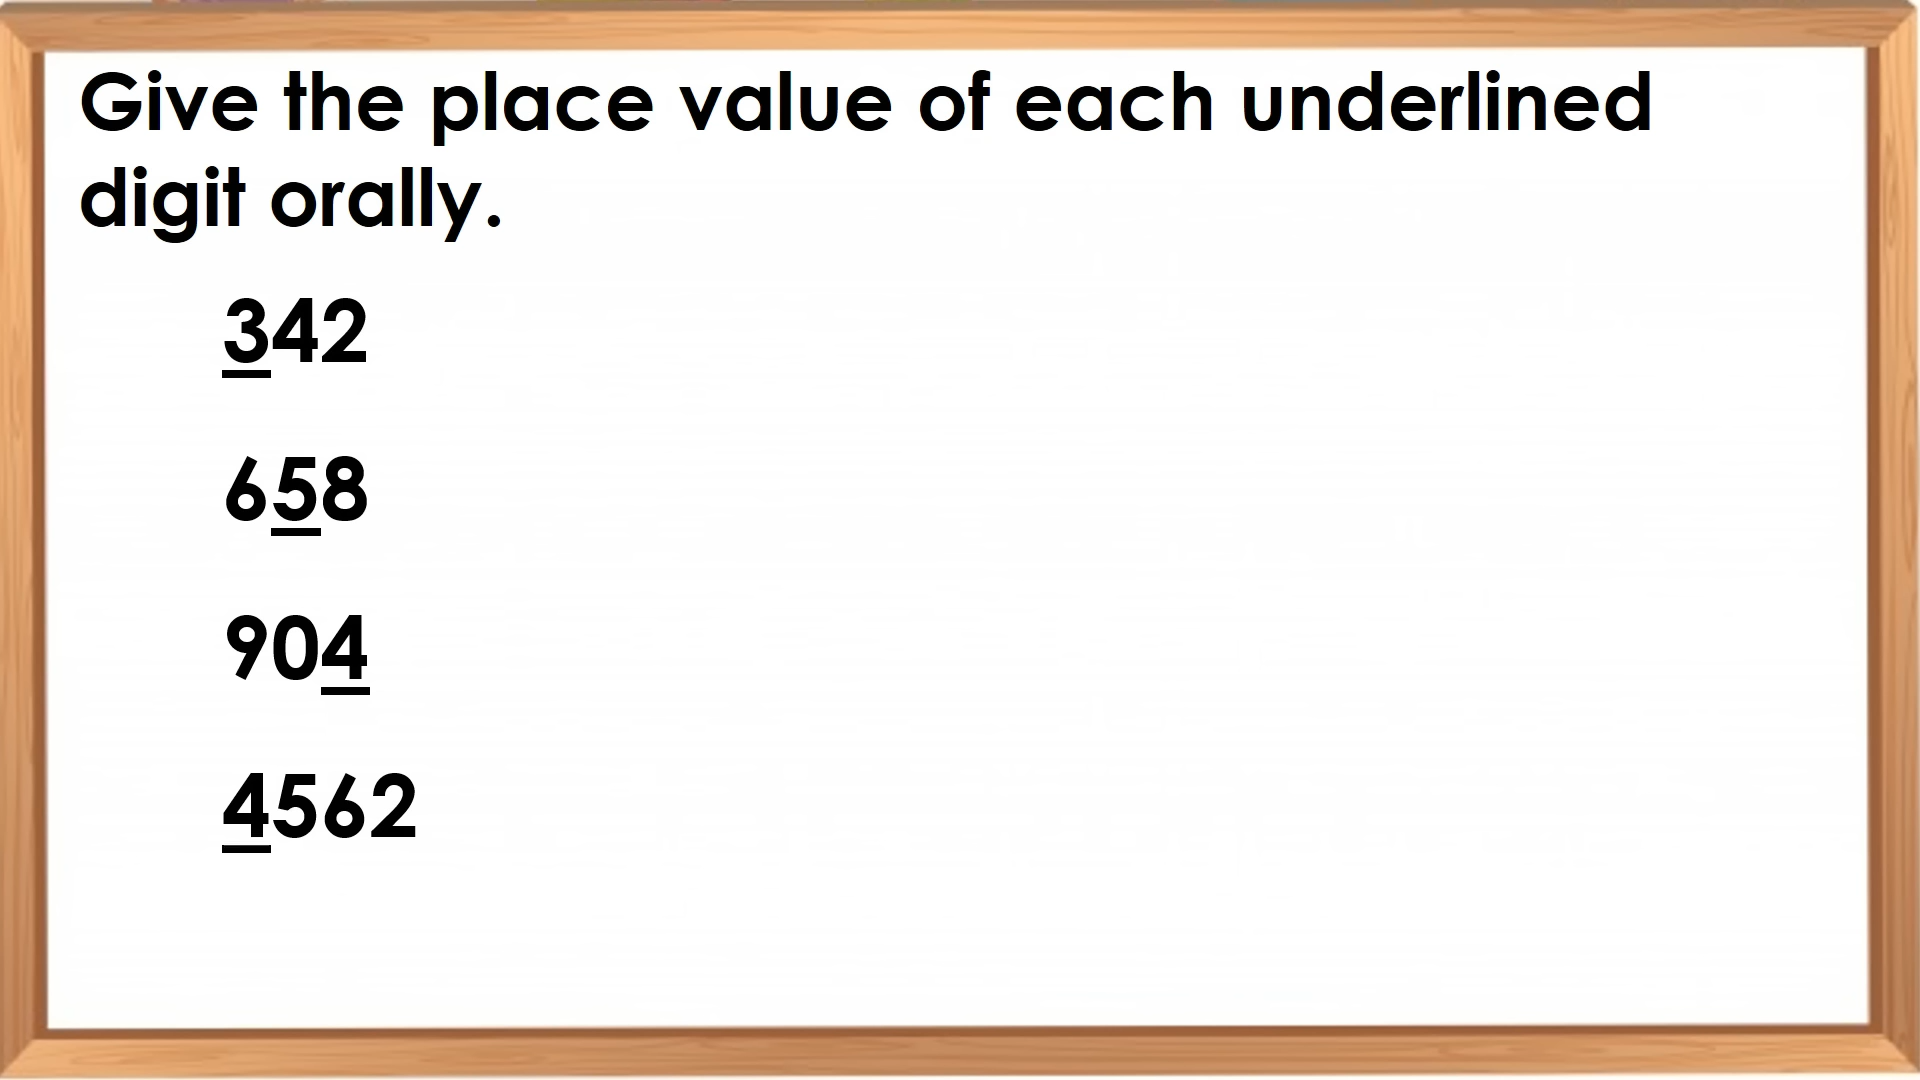 Give the place value of each underlined
digit orally.
342
658
904
4562